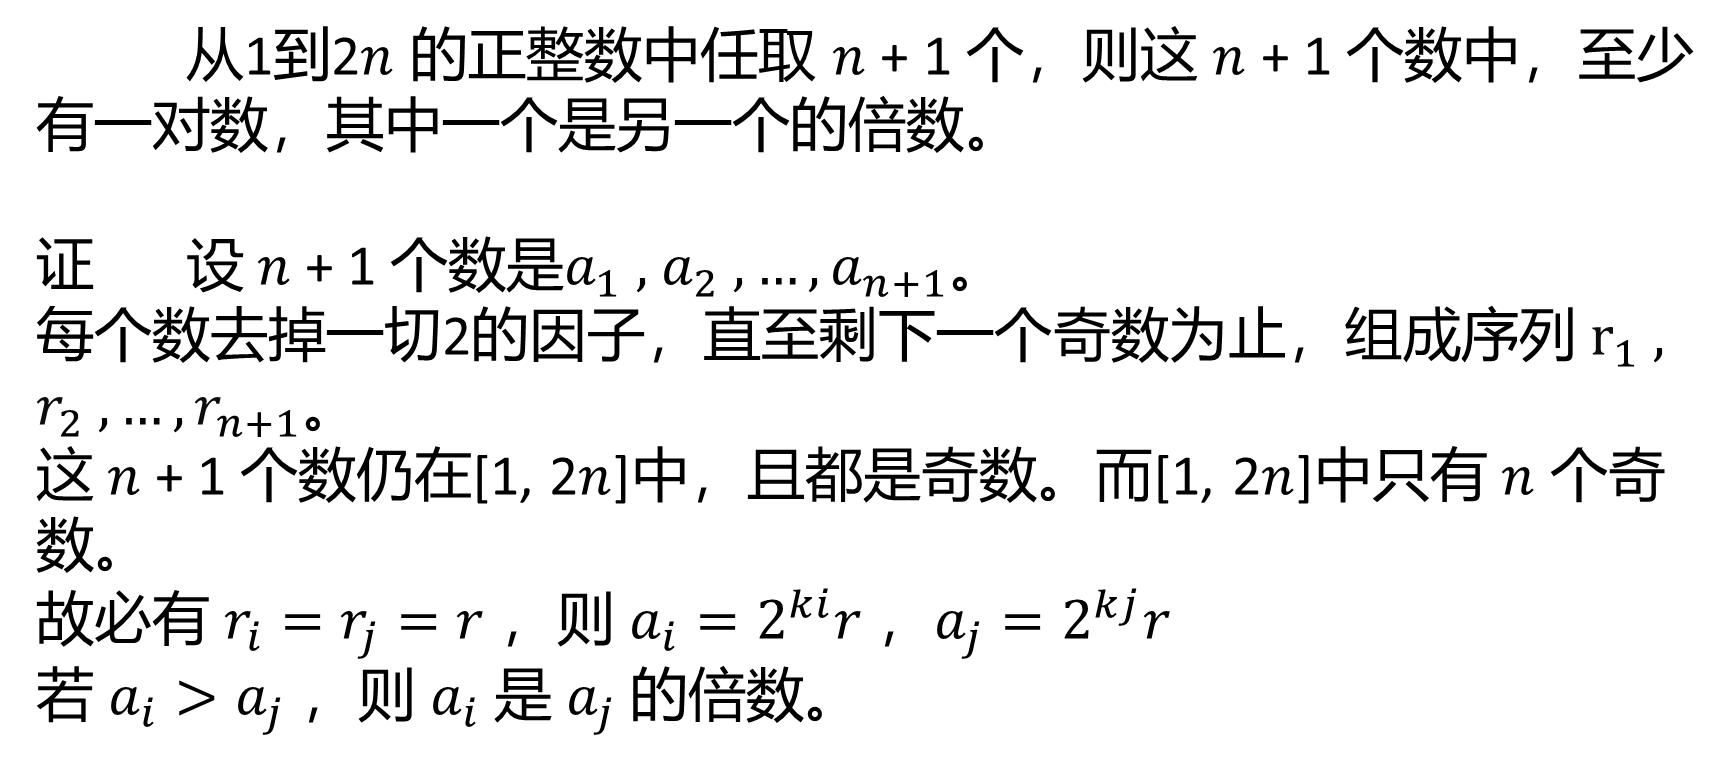 从1到2n 的正整数中任取 n + 1 个，则这 n + 1 个数中，至少
有一对数，其中一个是另一个的倍数。
证 设 n + 1 个数是a₁ , a₂ , … , aₙ₊₁。
每个数去掉一切2的因子，直至剩下一个奇数为止，组成序列 r₁ ,
r₂ , … , rₙ₊₁。
这 n + 1 个数仍在[1, 2n]中，且都是奇数。而[1, 2n]中只有 n 个奇
数。
故必有 rᵢ = rⱼ = r ，则 aᵢ = 2ᵏⁱr ，aⱼ = 2ᵏʲr
若 aᵢ > aⱼ ，则 aᵢ 是 aⱼ 的倍数。